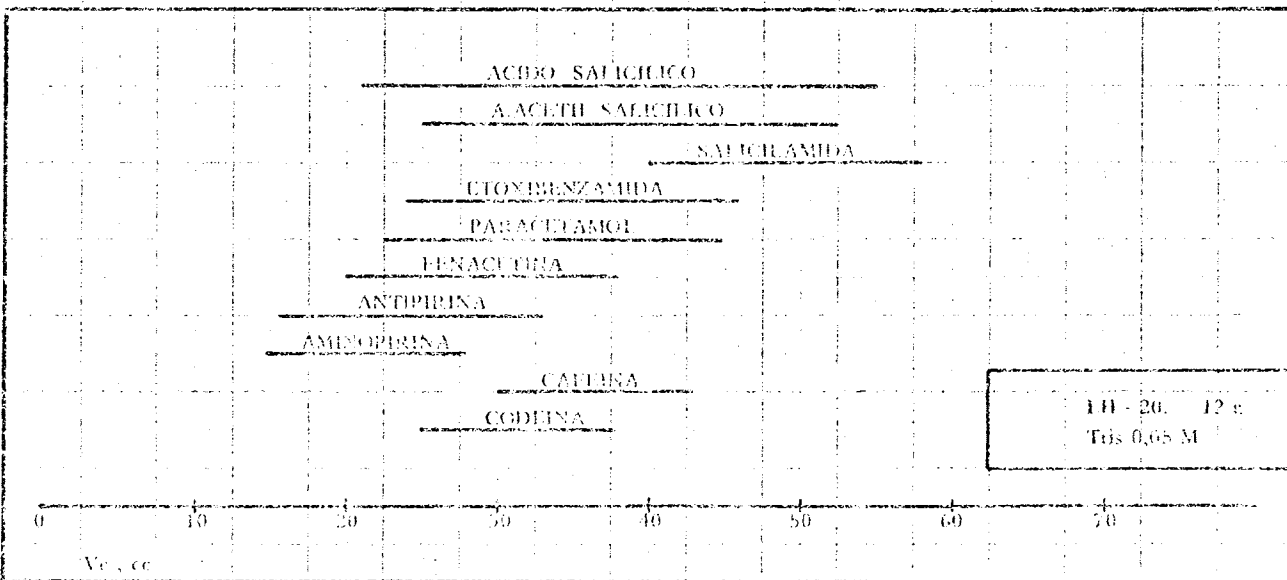 ACIDO SALICILICO
A.ACETIL SALICILICO
SALICILAMIDA
ETOXIBENZAMIDA
PARACETAMOL
FENACETINA
ANTIPIRINA
AMINOPIRINA
CAFEINA
CODEINA
LH - 20. 12 g
Tris 0,05 M
0 10 20 30 40 50 60 70
Ve , cc